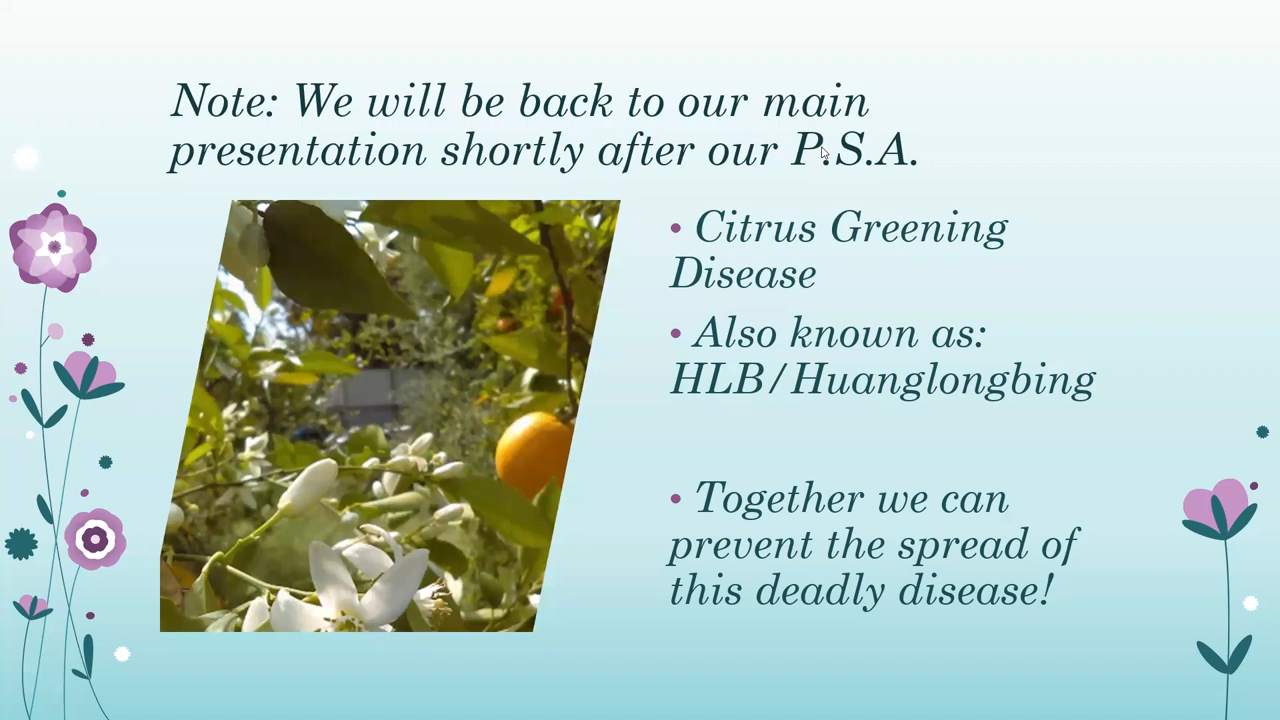 Note: We will be back to our main
presentation shortly after our P.S.A.
• Citrus Greening
Disease
• Also known as:
HLB/Huanglongbing
• Together we can
prevent the spread of
this deadly disease!